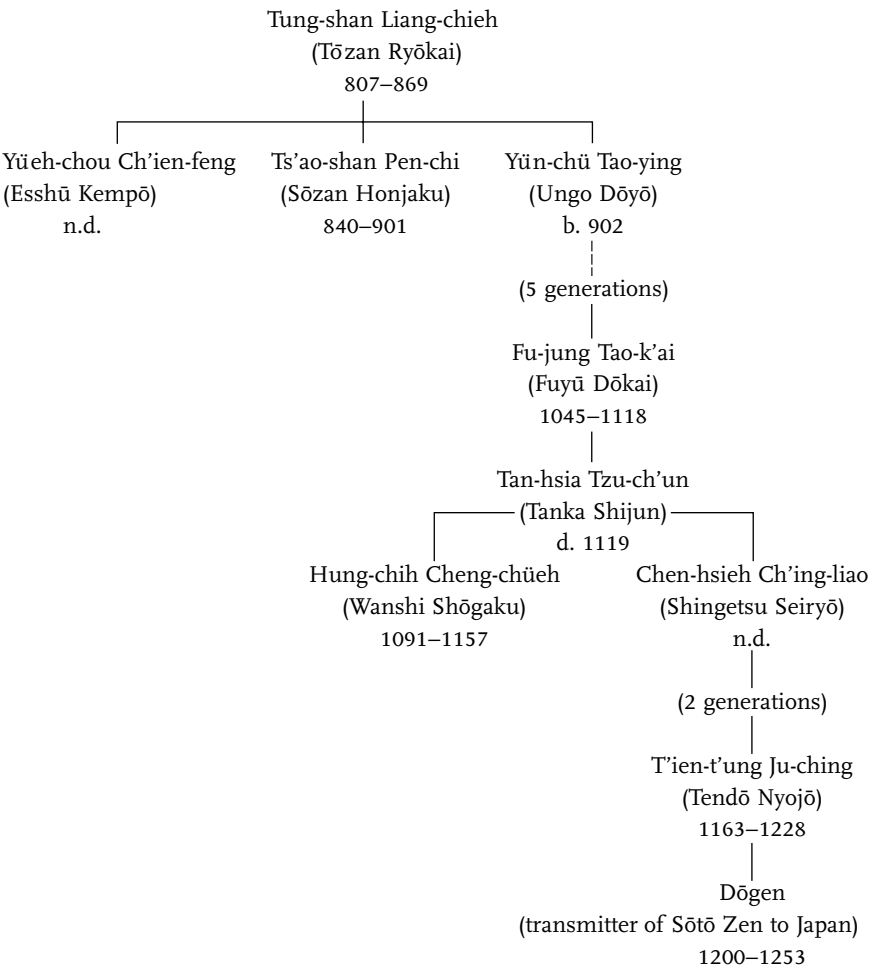 Tung-shan Liang-chieh
(Tōzan Ryōkai)
807–869
Yüeh-chou Ch’ien-feng
(Esshū Kempō)
n.d.
Ts’ao-shan Pen-chi
(Sōzan Honjaku)
840–901
Yün-chü Tao-ying
(Ungo Dōyō)
b. 902
(5 generations)
Fu-jung Tao-k’ai
(Fuyū Dōkai)
1045–1118
Tan-hsia Tzu-ch’un
(Tanka Shijun)
d. 1119
Hung-chih Cheng-chüeh
(Wanshi Shōgaku)
1091–1157
Chen-hsieh Ch’ing-liao
(Shingetsu Seiryō)
n.d.
(2 generations)
T’ien-t’ung Ju-ching
(Tendō Nyojō)
1163–1228
Dōgen
(transmitter of Sōtō Zen to Japan)
1200–1253